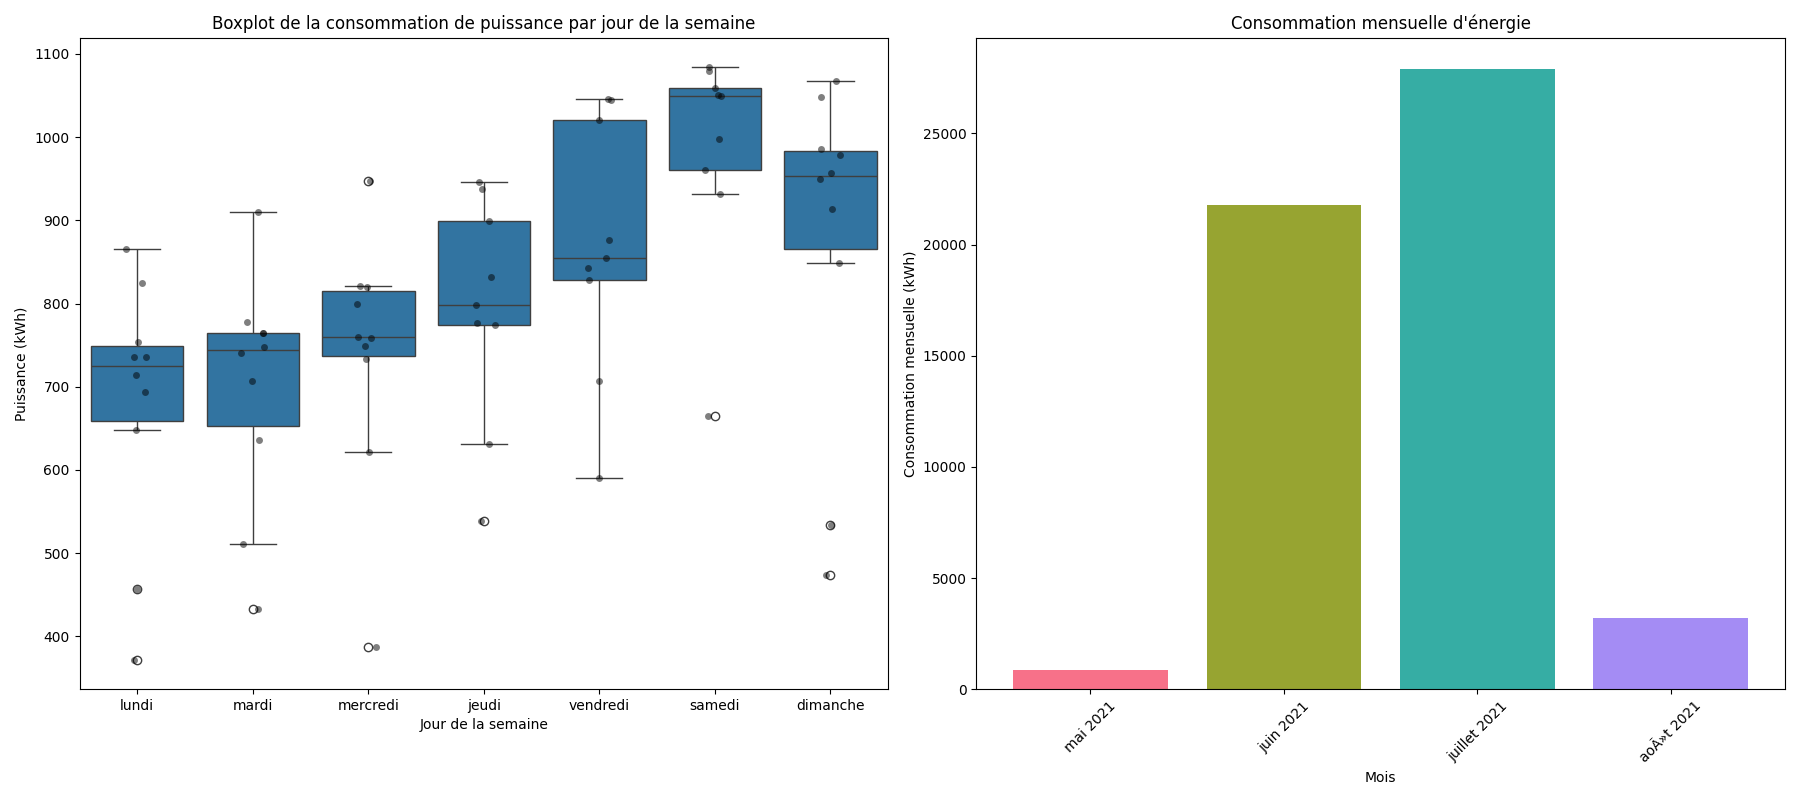 Boxplot de la consommation de puissance par jour de la semaine
Puissance (kWh)
1100
1000
900
800
700
600
500
400
lundi mardi mercredi jeudi vendredi samedi dimanche
Jour de la semaine
Consommation mensuelle d'énergie
Consommation mensuelle (kWh)
25000
20000
15000
10000
5000
0
mai 2021
juin 2021
juillet 2021
aoÃ»t 2021
Mois